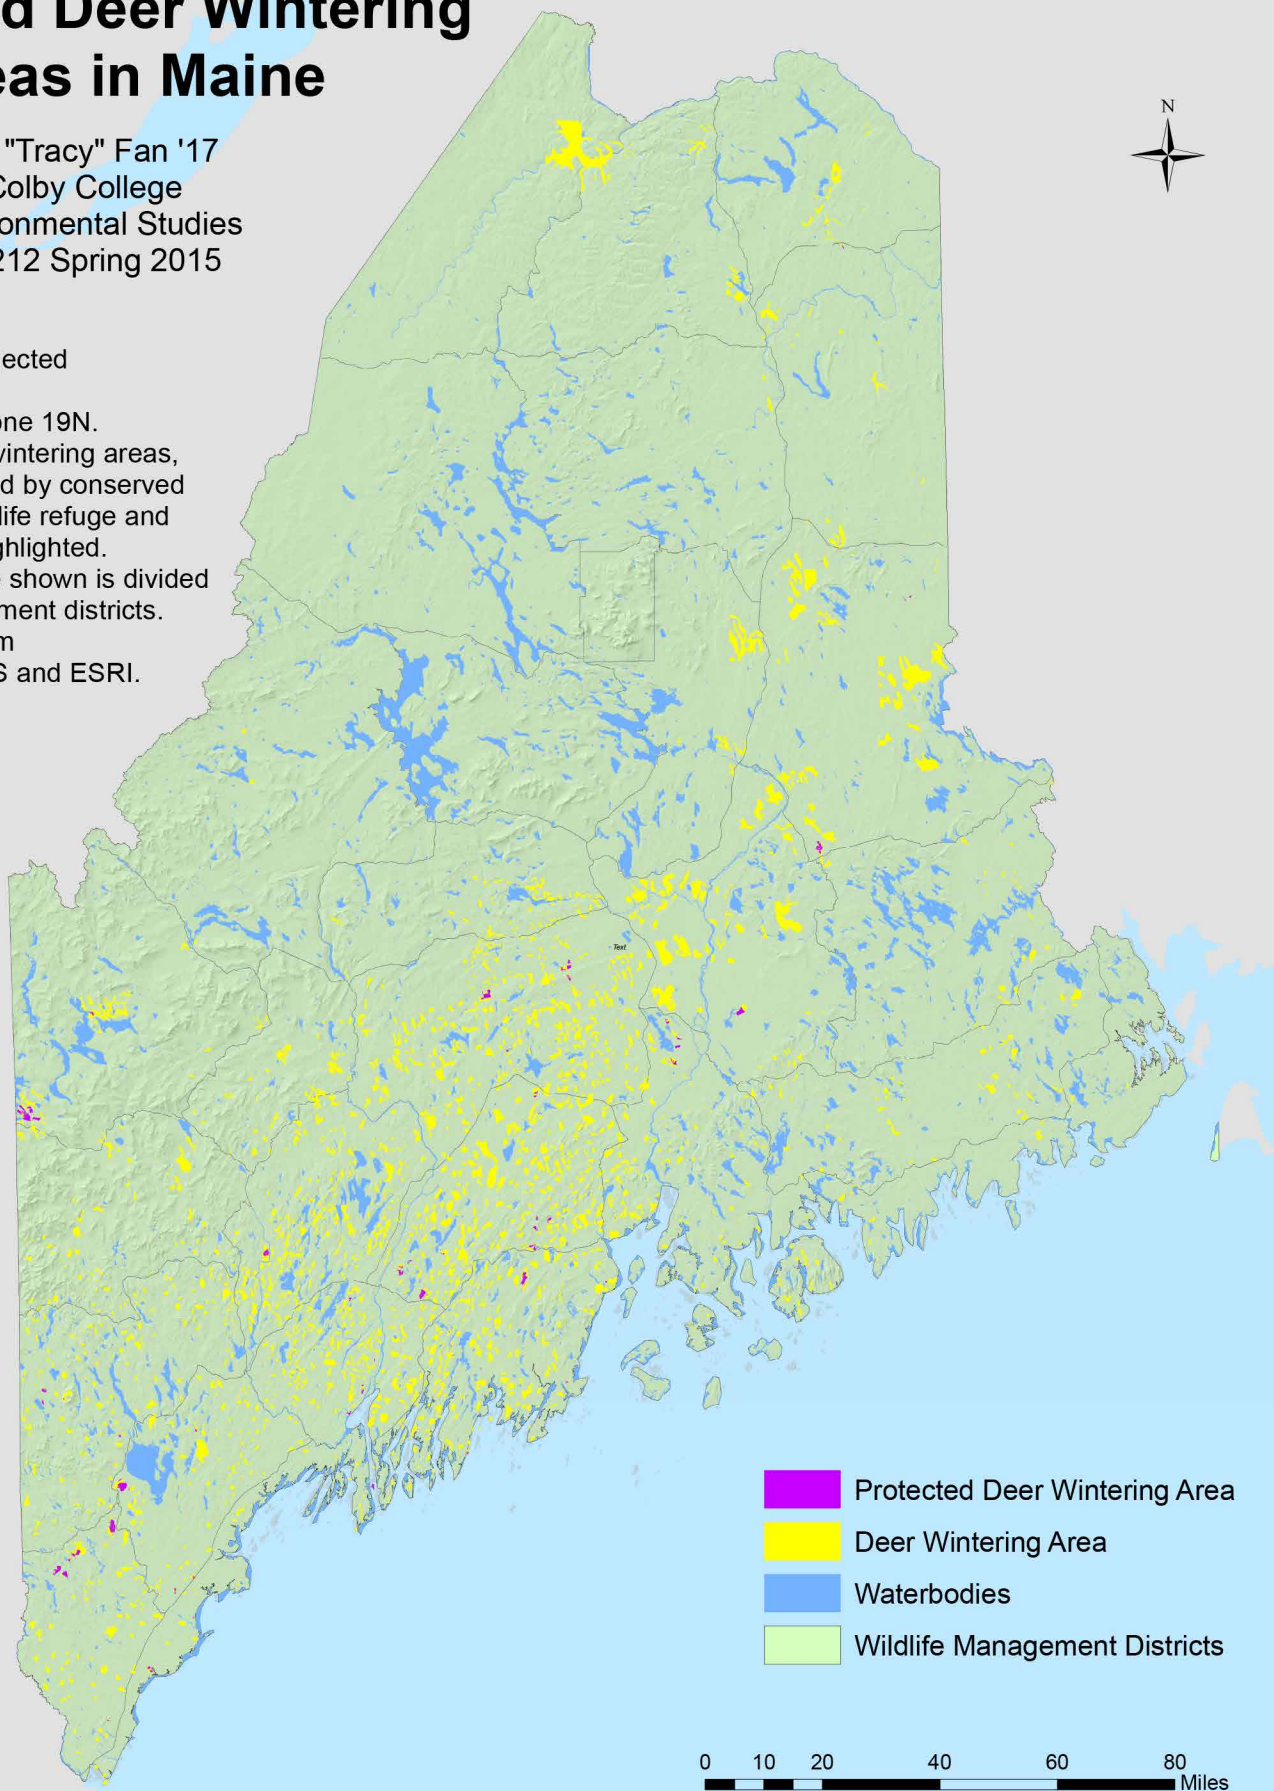 d Deer Wintering
eas in Maine
"Tracy" Fan '17
Colby College
onmental Studies
212 Spring 2015
ected
one 19N.
wintering areas,
d by conserved
life refuge and
ghlighted.
shown is divided
ment districts.
m
S and ESRI.
N
Text
Protected Deer Wintering Area
Deer Wintering Area
Waterbodies
Wildlife Management Districts
0 10 20 40 60 80
Miles